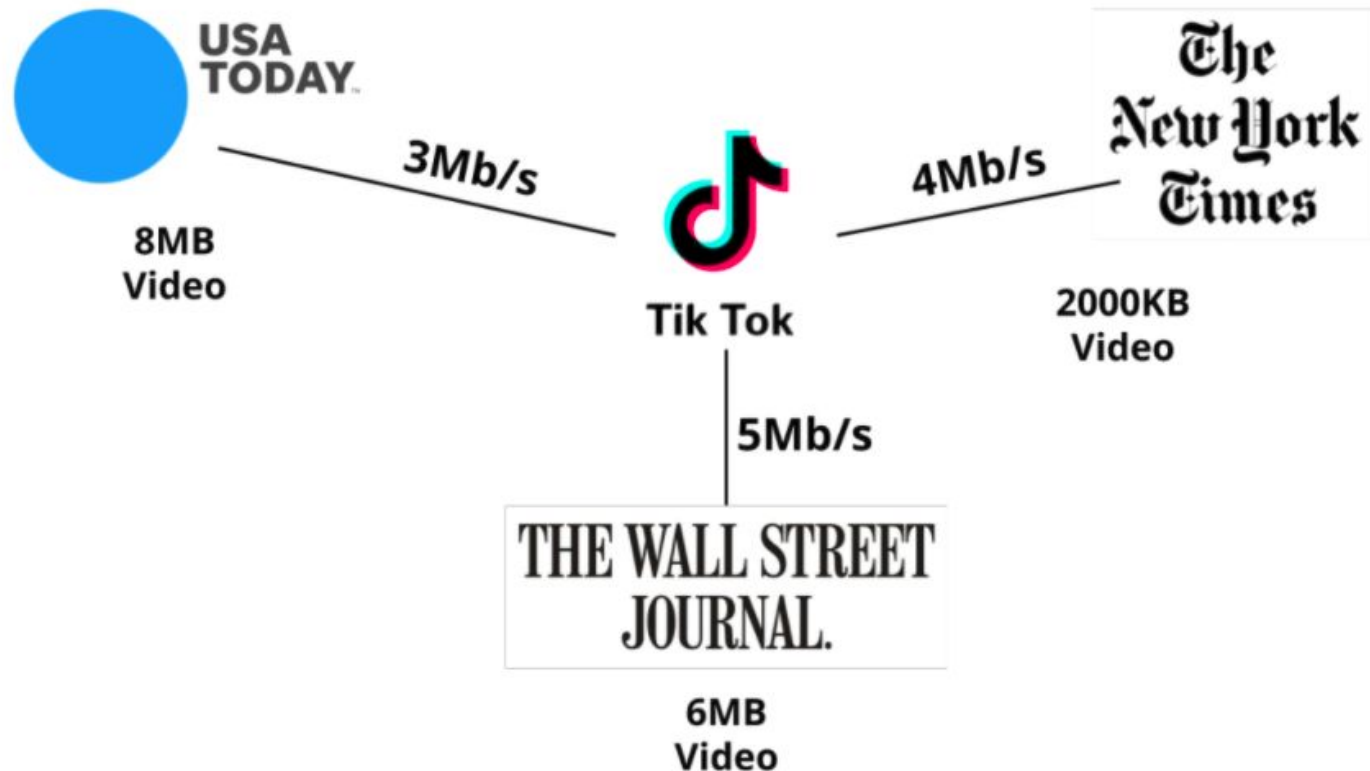 USA
TODAY
3Mb/s
8MB
Video
Tik Tok
4Mb/s
The
New York
Times
2000KB
Video
5Mb/s
THE WALL STREET
JOURNAL.
6MB
Video